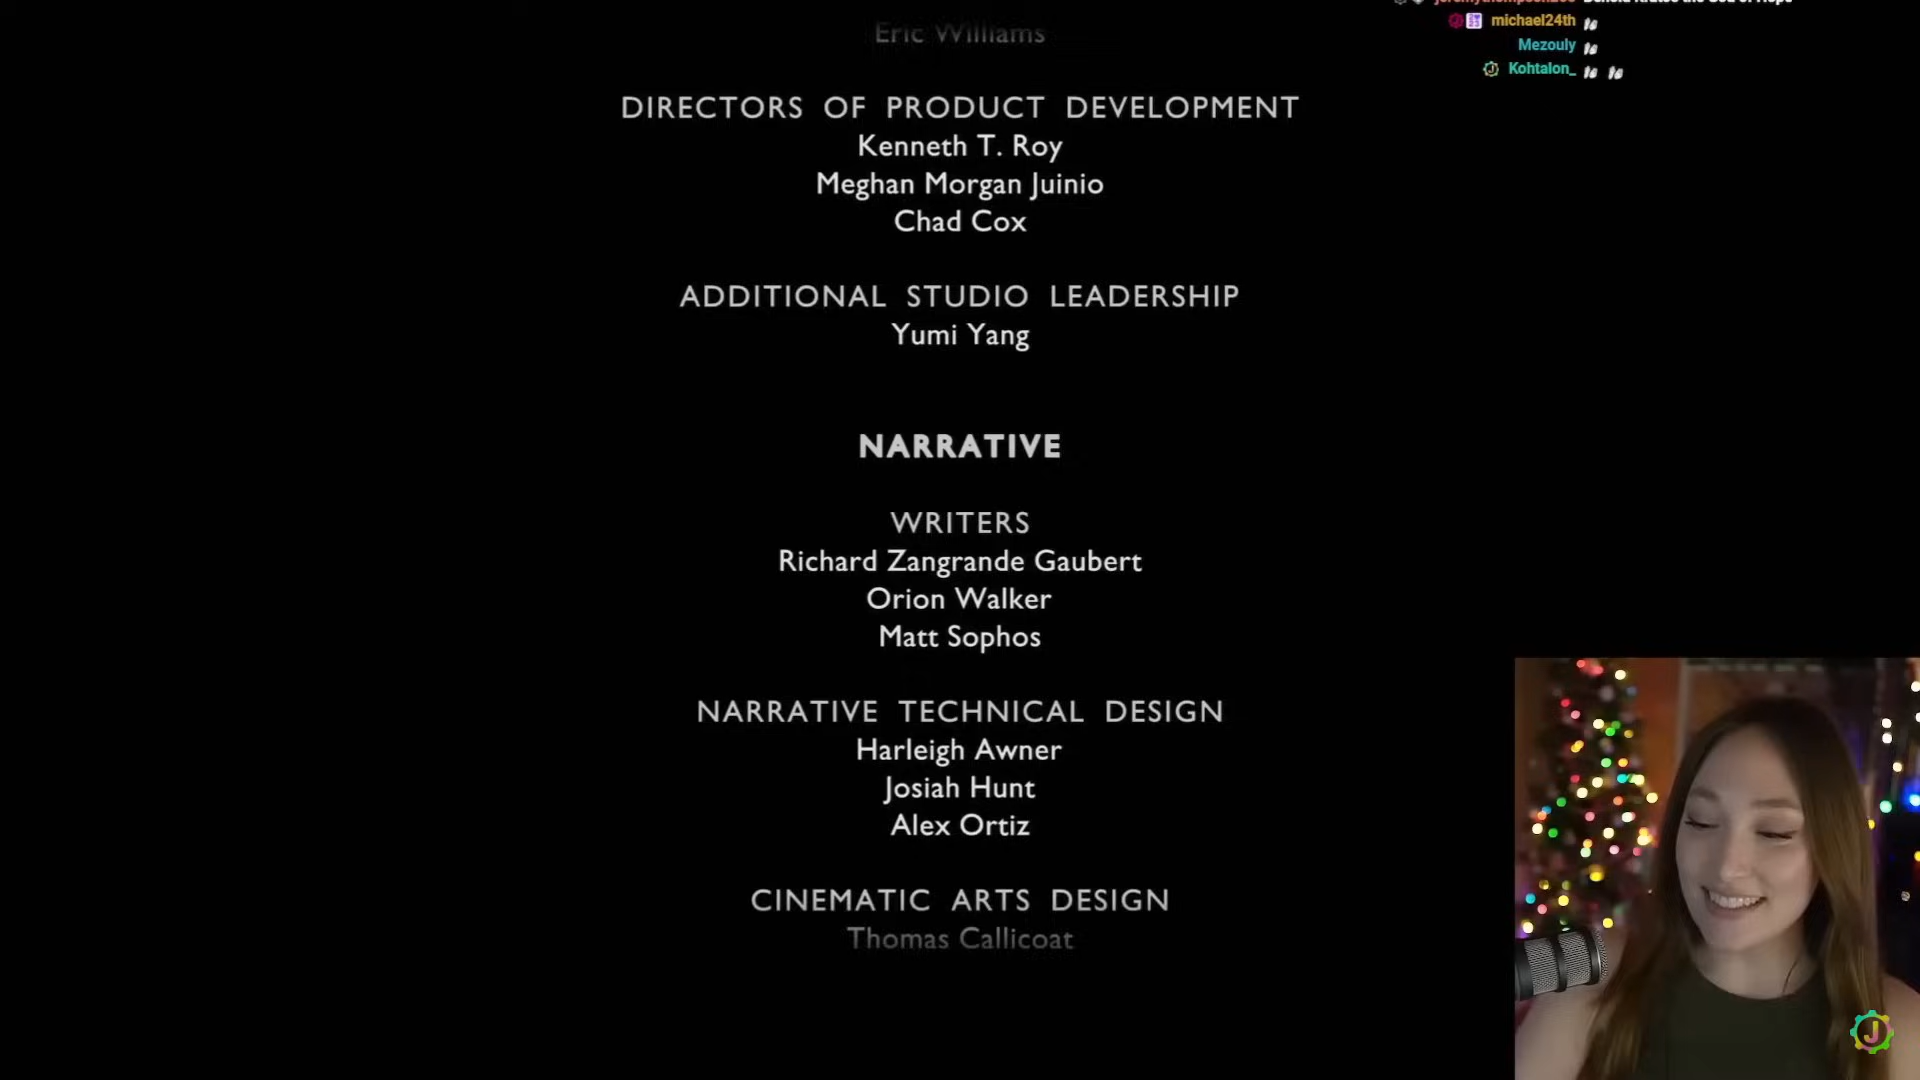 Eric Williams
DIRECTORS OF PRODUCT DEVELOPMENT
Kenneth T. Roy
Meghan Morgan Juinio
Chad Cox
ADDITIONAL STUDIO LEADERSHIP
Yumi Yang
NARRATIVE
WRITERS
Richard Zangrande Gaubert
Orion Walker
Matt Sophos
NARRATIVE TECHNICAL DESIGN
Harleigh Awner
Josiah Hunt
Alex Ortiz
CINEMATIC ARTS DESIGN
Thomas Callicoat
michael24th
Mezouly
Kohtalon_
J